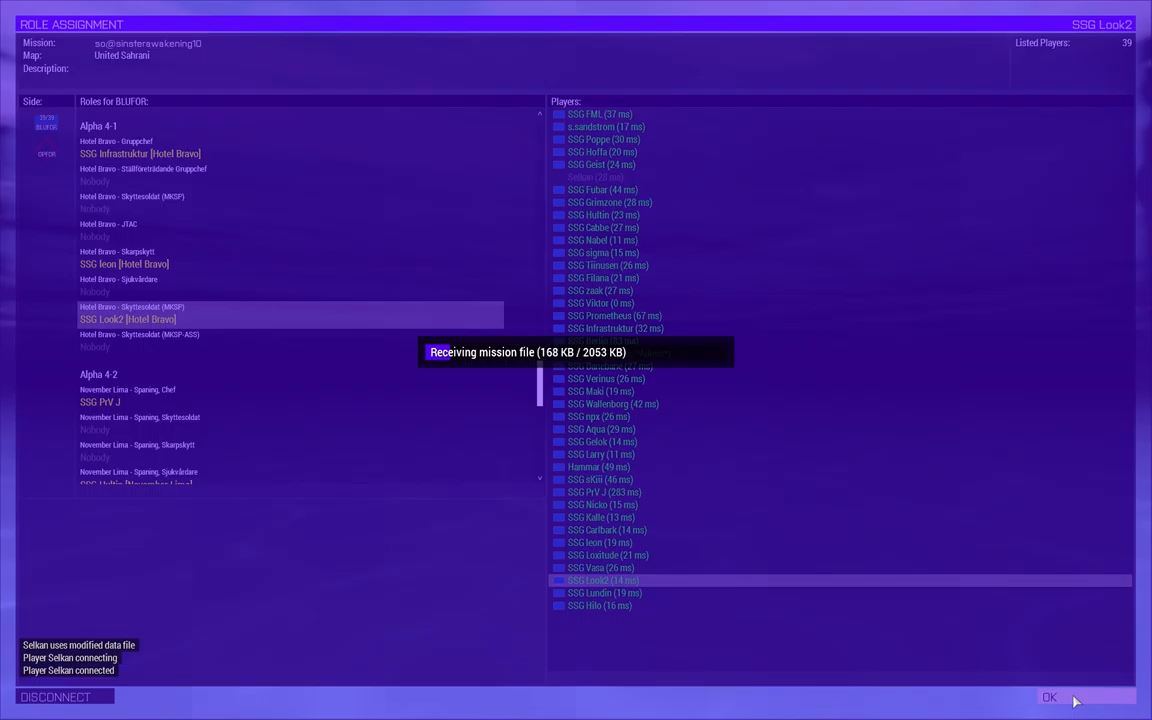 ROLE ASSIGNMENT
SSG Look2
Mission: so@sinsterawakening10
Map: United Sahrani
Description:
Listed Players: 39
Side:
39/39
BLUFOR
OPFOR
Roles for BLUFOR:
Alpha 4-1
Hotel Bravo - Gruppchef
SSG Infrastruktur [Hotel Bravo]
Hotel Bravo - Ställföreträdande Gruppchef
Nobody
Hotel Bravo - Skyttesoldat (MKSP)
Nobody
Hotel Bravo - JTAC
Nobody
Hotel Bravo - Skarpskytt
SSG leon [Hotel Bravo]
Hotel Bravo - Sjukvårdare
Nobody
Hotel Bravo - Skyttesoldat (MKSP)
SSG Look2 [Hotel Bravo]
Hotel Bravo - Skyttesoldat (MKSP-ASS)
Nobody
Alpha 4-2
November Lima - Spaning, Chef
SSG PrV J
November Lima - Spaning, Skyttesoldat
Nobody
November Lima - Spaning, Skarpskytt
Nobody
November Lima - Spaning, Sjukvårdare
SSG Hultin [November Lima]
Players:
SSG FML (37 ms)
s.sandstrom (17 ms)
SSG Poppe (30 ms)
SSG Hoffa (20 ms)
SSG Geist (24 ms)
Selkan (28 ms)
SSG Fubar (44 ms)
SSG Grimzone (28 ms)
SSG Hultin (23 ms)
SSG Cabbe (27 ms)
SSG Nabel (11 ms)
SSG sigma (15 ms)
SSG Tiinusen (26 ms)
SSG Filana (21 ms)
SSG zaak (27 ms)
SSG Viktor (0 ms)
SSG Prometheus (67 ms)
SSG Infrastruktur (32 ms)
Receiving mission file (168 KB / 2053 KB)
SSG Verinus (26 ms)
SSG Maki (19 ms)
SSG Wallenborg (42 ms)
SSG npx (26 ms)
SSG Aqua (29 ms)
SSG Gelok (14 ms)
SSG Larry (11 ms)
Hammar (49 ms)
SSG sKiii (46 ms)
SSG PrV J (283 ms)
SSG Nicko (15 ms)
SSG Kalle (13 ms)
SSG Carlbark (14 ms)
SSG leon (19 ms)
SSG Loxitude (21 ms)
SSG Vasa (26 ms)
SSG Look2 (14 ms)
SSG Lundin (19 ms)
SSG Hilo (16 ms)
Selkan uses modified data file
Player Selkan connecting
Player Selkan connected
DISCONNECT
OK